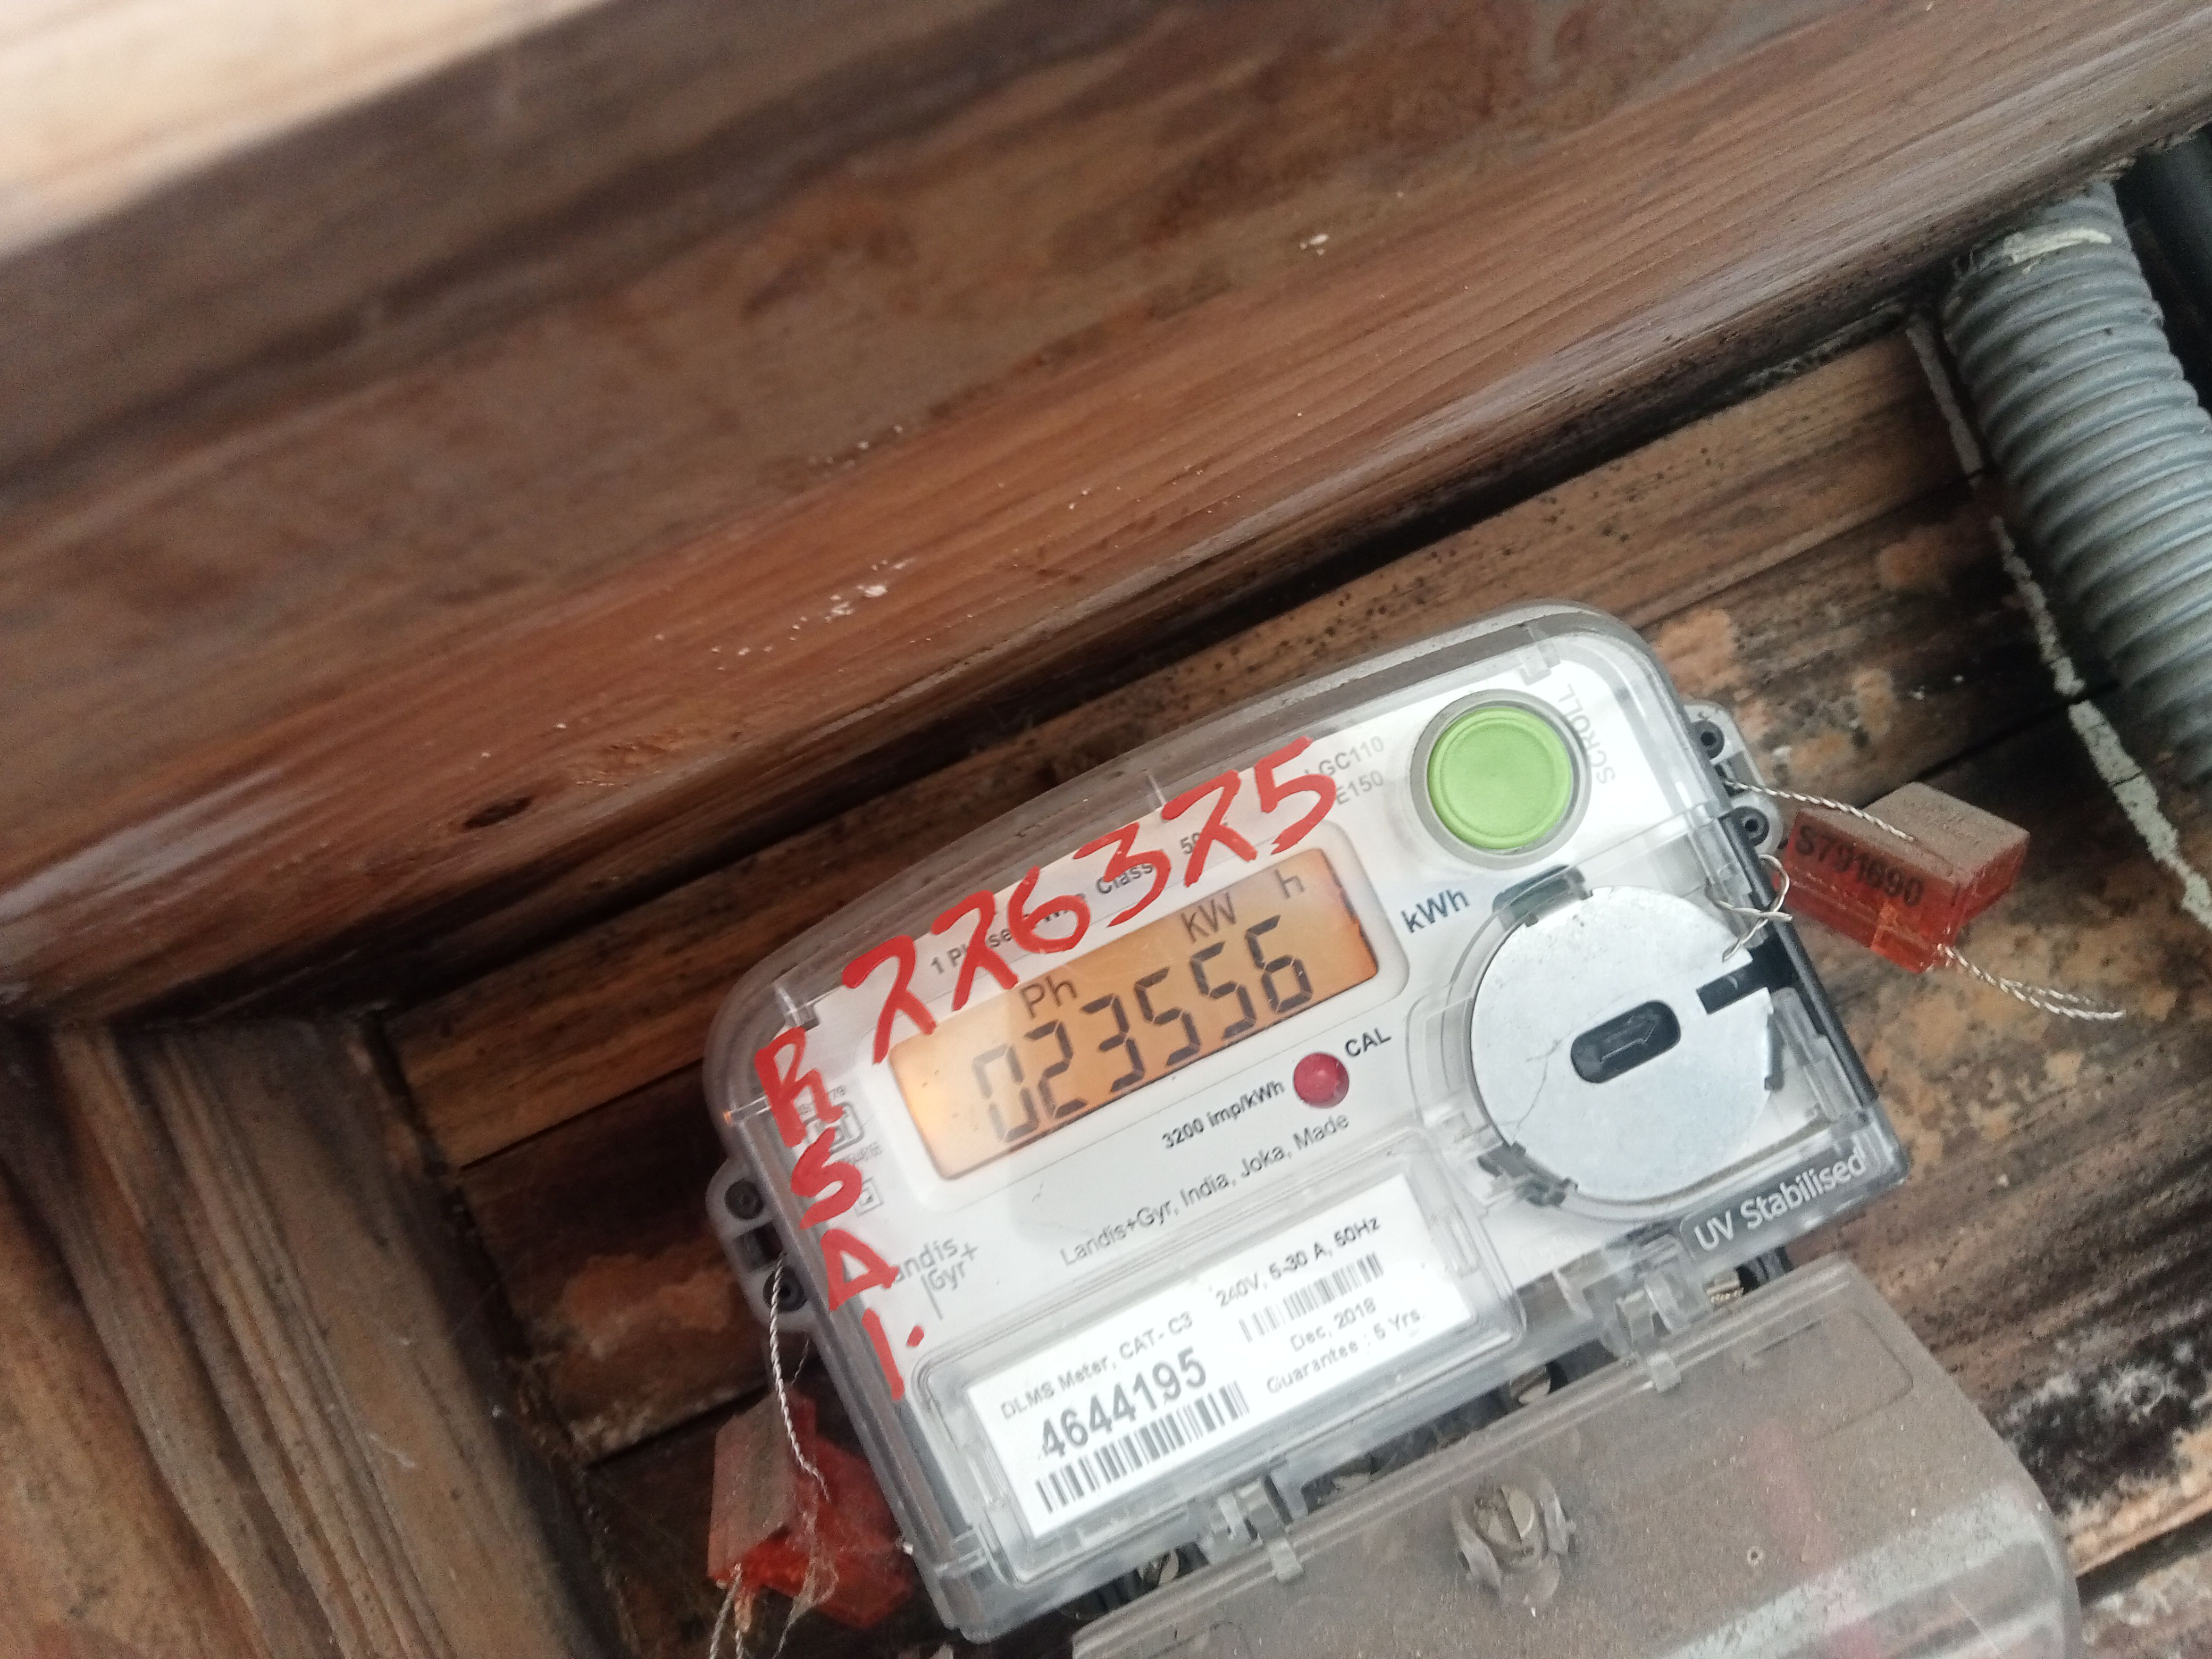 SCROLL
LGC110
E150
776375
1 Ph
Class
kW h
Ph
023556
kWh
CAL
3200 imp/kWh
Landis+Gyr, India, Joka, Made
RSAI.
Landis
Gyr+
UV Stabilised
DLMS Meter, CAT- C3 240V, 5-30 A, 50Hz
4644195
Dec, 2018
Guarantee : 5 Yrs.
S791690